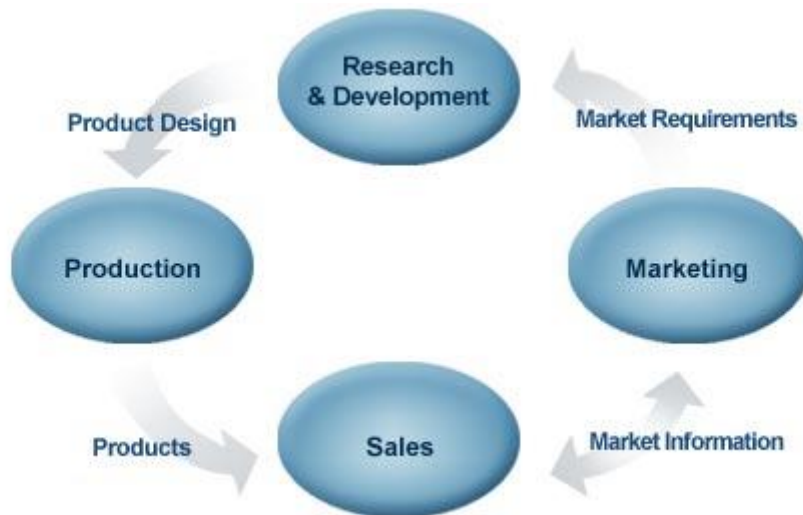 Research
& Development
Product Design
Market Requirements
Production
Marketing
Products
Sales
Market Information